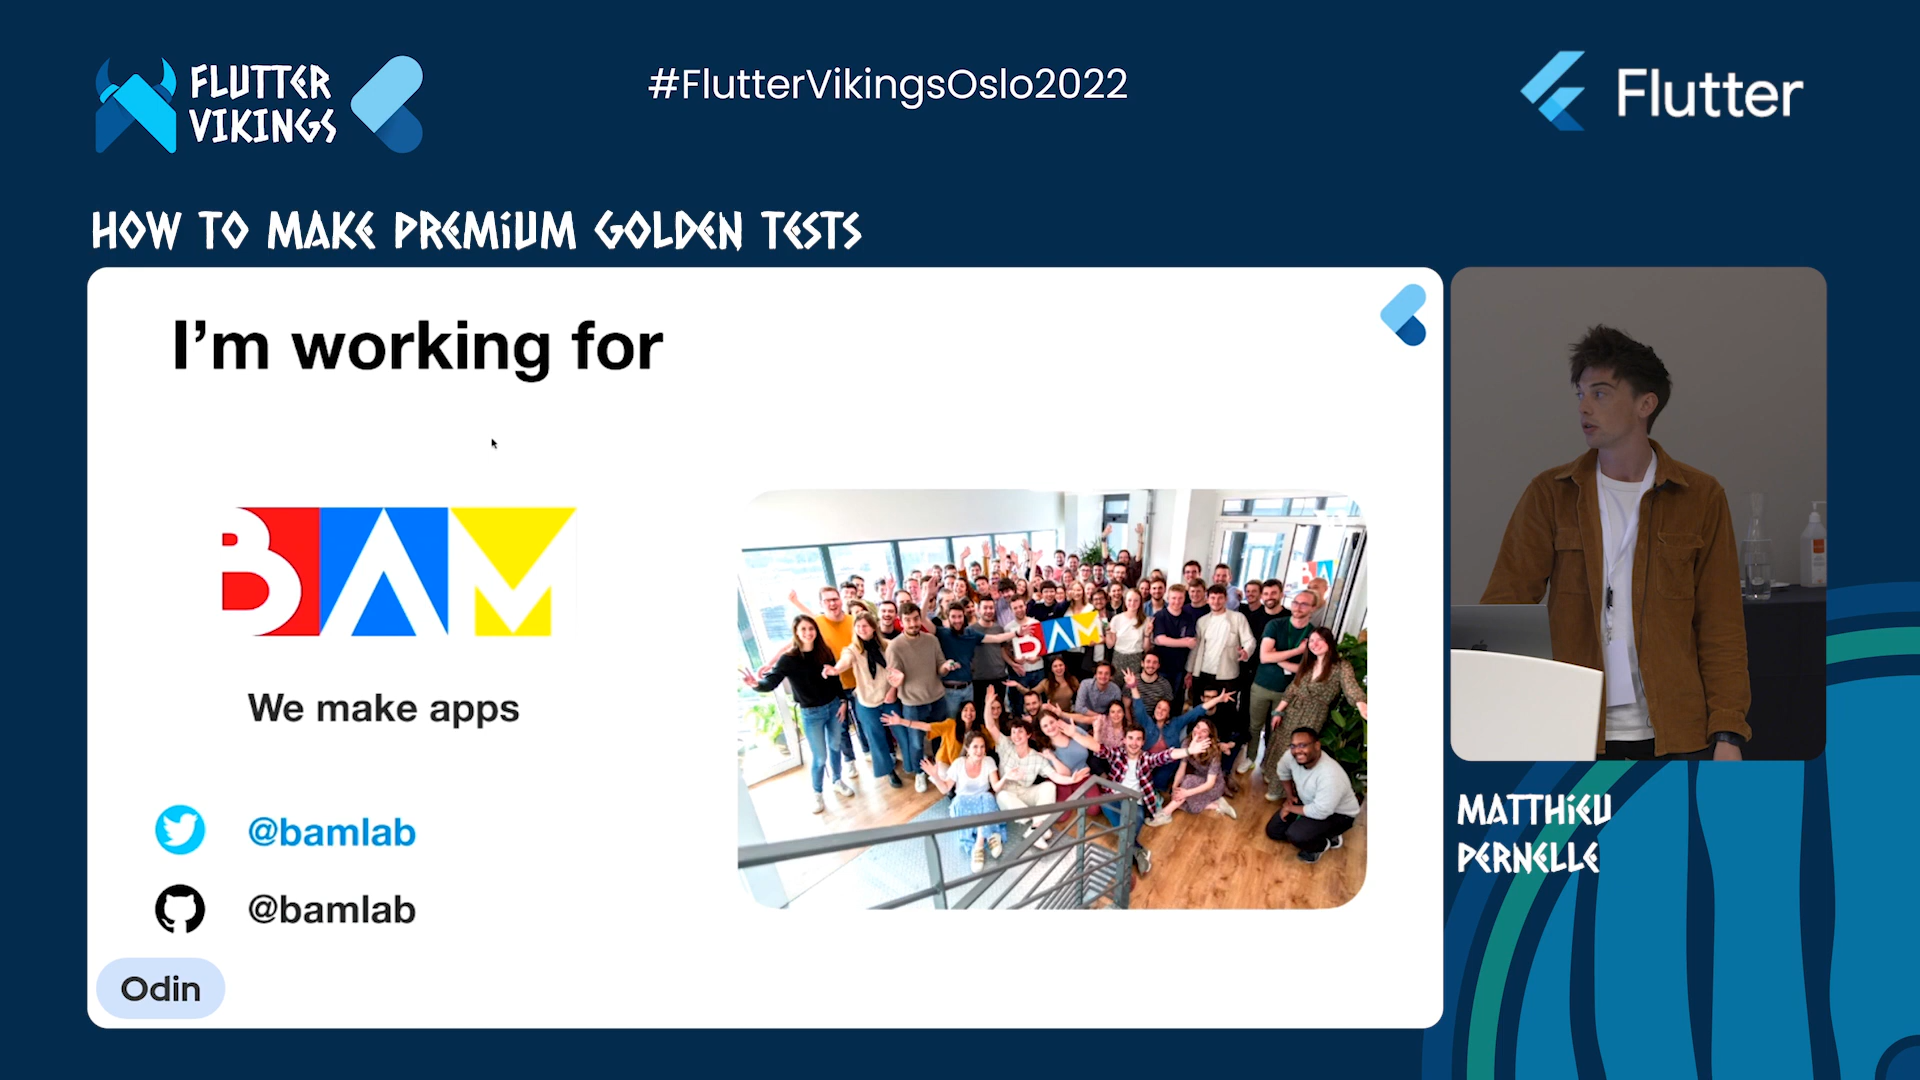 FLUTTER
VIKINGS
#FlutterVikingsOslo2022
Flutter
HOW TO MAKE PREMIUM GOLDEN TESTS
I'm working for
BAM
We make apps
@bamlab
@bamlab
Odin
BAM
MATTHIEU
PERNELLE